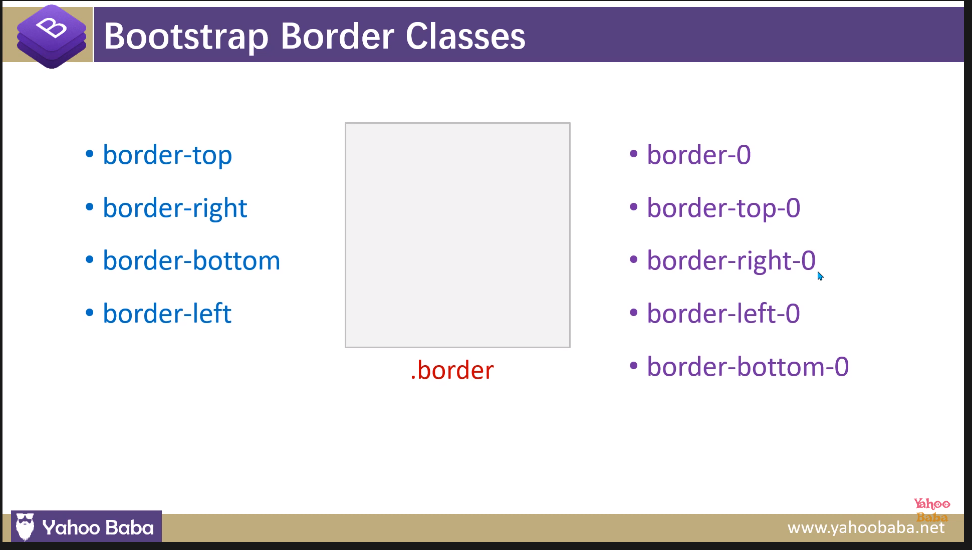 B
Bootstrap Border Classes
• border-top
• border-right
• border-bottom
• border-left
.border
• border-0
• border-top-0
• border-right-0
• border-left-0
• border-bottom-0
Yahoo Baba
Yahoo
Baba
www.yahoobaba.net